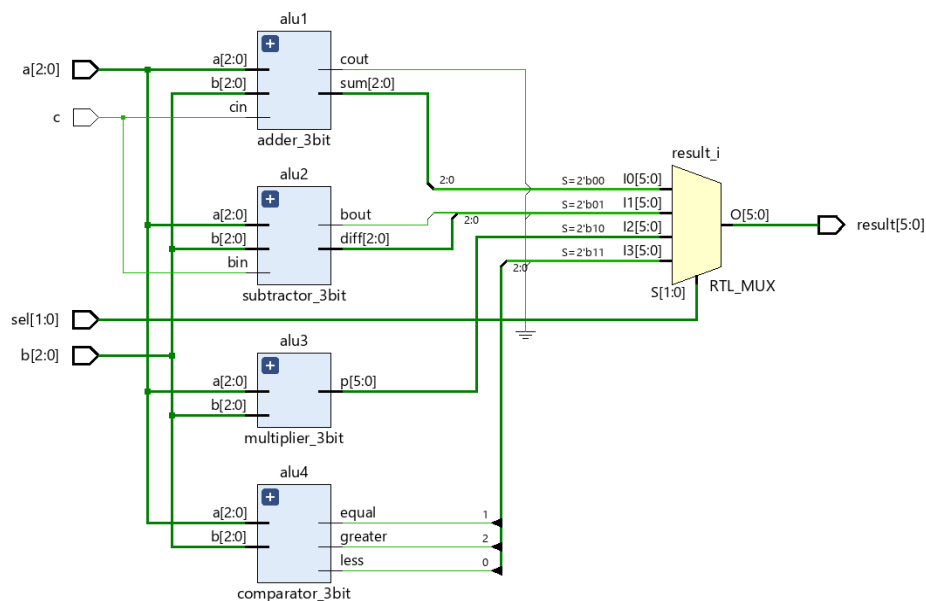 alu1
a[2:0]
a[2:0]
cout
b[2:0]
sum[2:0]
c
cin
adder_3bit
result_i
alu2
2:0
S=2'b00
I0[5:0]
a[2:0]
bout
2:0
S=2'b01
I1[5:0]
O[5:0]
result[5:0]
b[2:0]
diff[2:0]
S=2'b10
I2[5:0]
bin
2:0
S=2'b11
I3[5:0]
subtractor_3bit
S[1:0]
RTL_MUX
sel[1:0]
alu3
b[2:0]
a[2:0]
p[5:0]
b[2:0]
multiplier_3bit
alu4
a[2:0]
equal
1
b[2:0]
greater
2
less
0
comparator_3bit